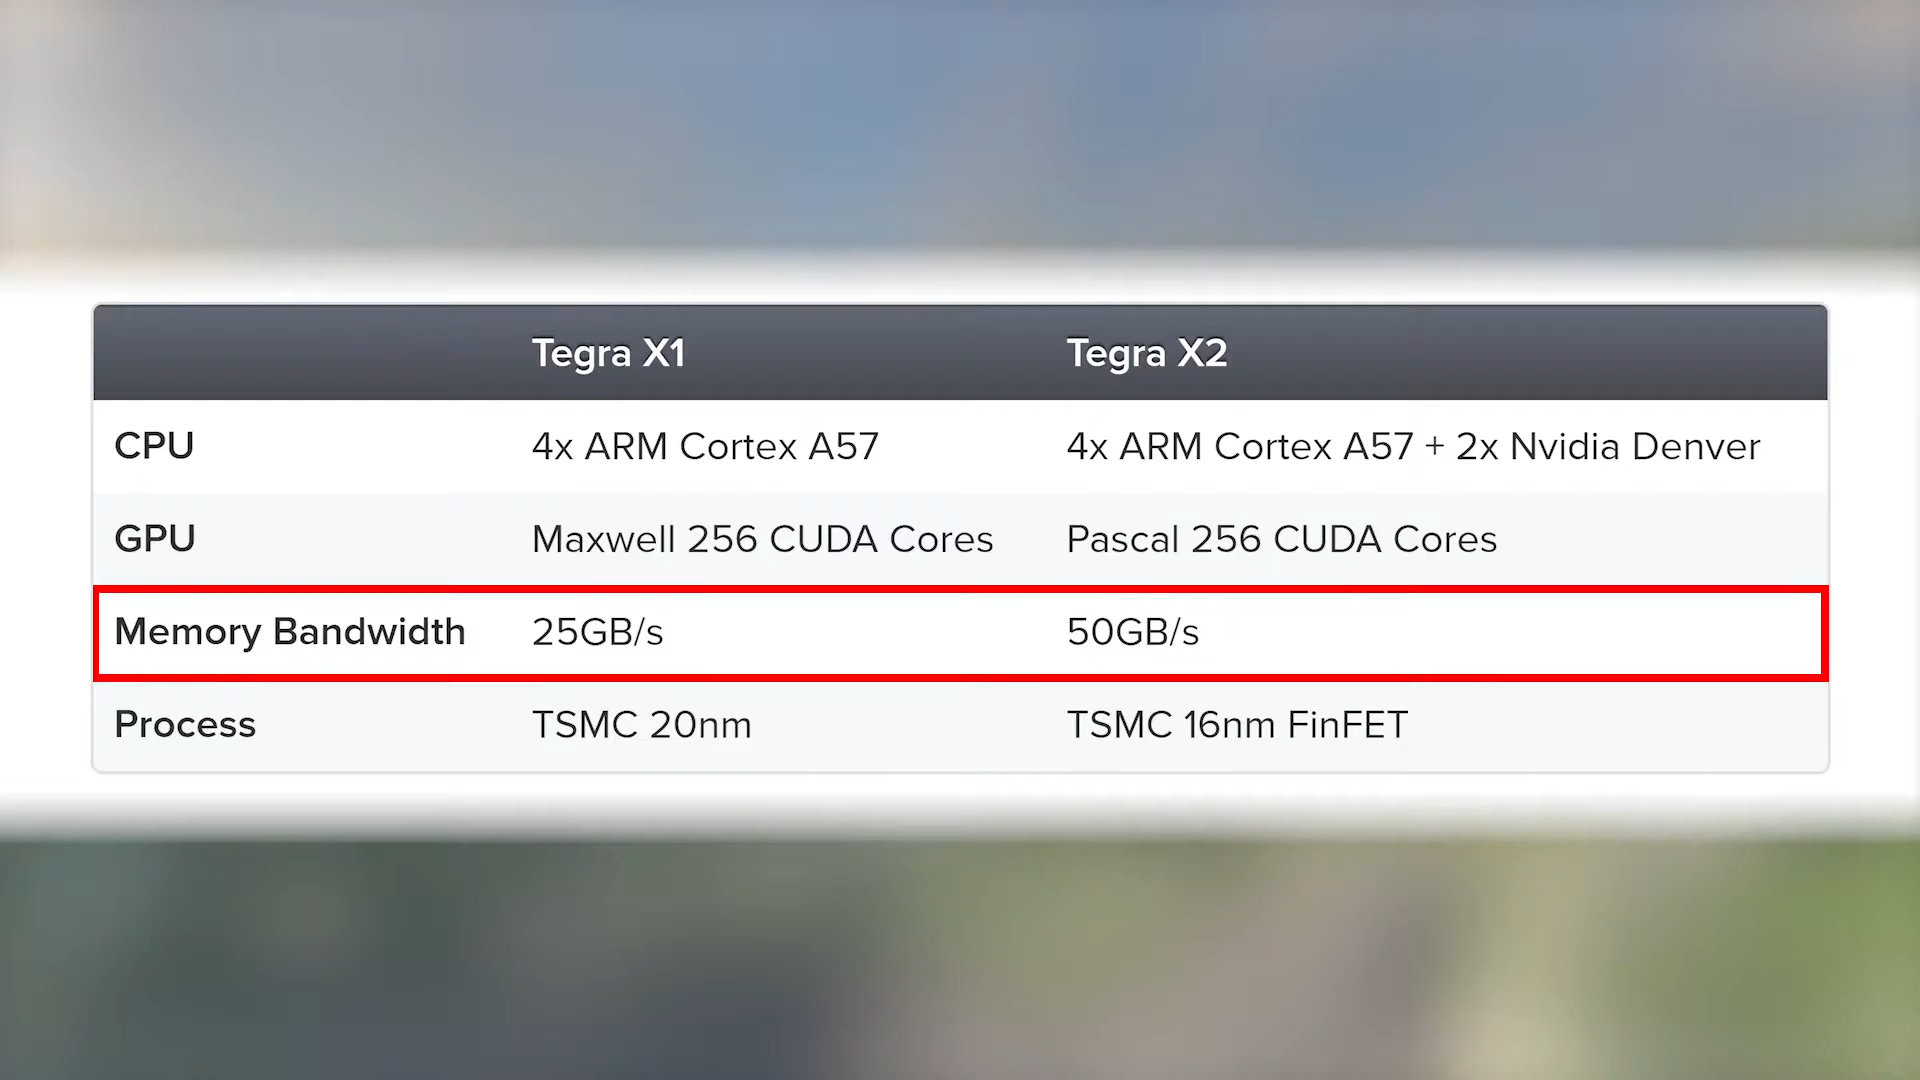 Tegra X1 Tegra X2
CPU 4x ARM Cortex A57 4x ARM Cortex A57 + 2x Nvidia Denver
GPU Maxwell 256 CUDA Cores Pascal 256 CUDA Cores
Memory Bandwidth 25GB/s 50GB/s
Process TSMC 20nm TSMC 16nm FinFET